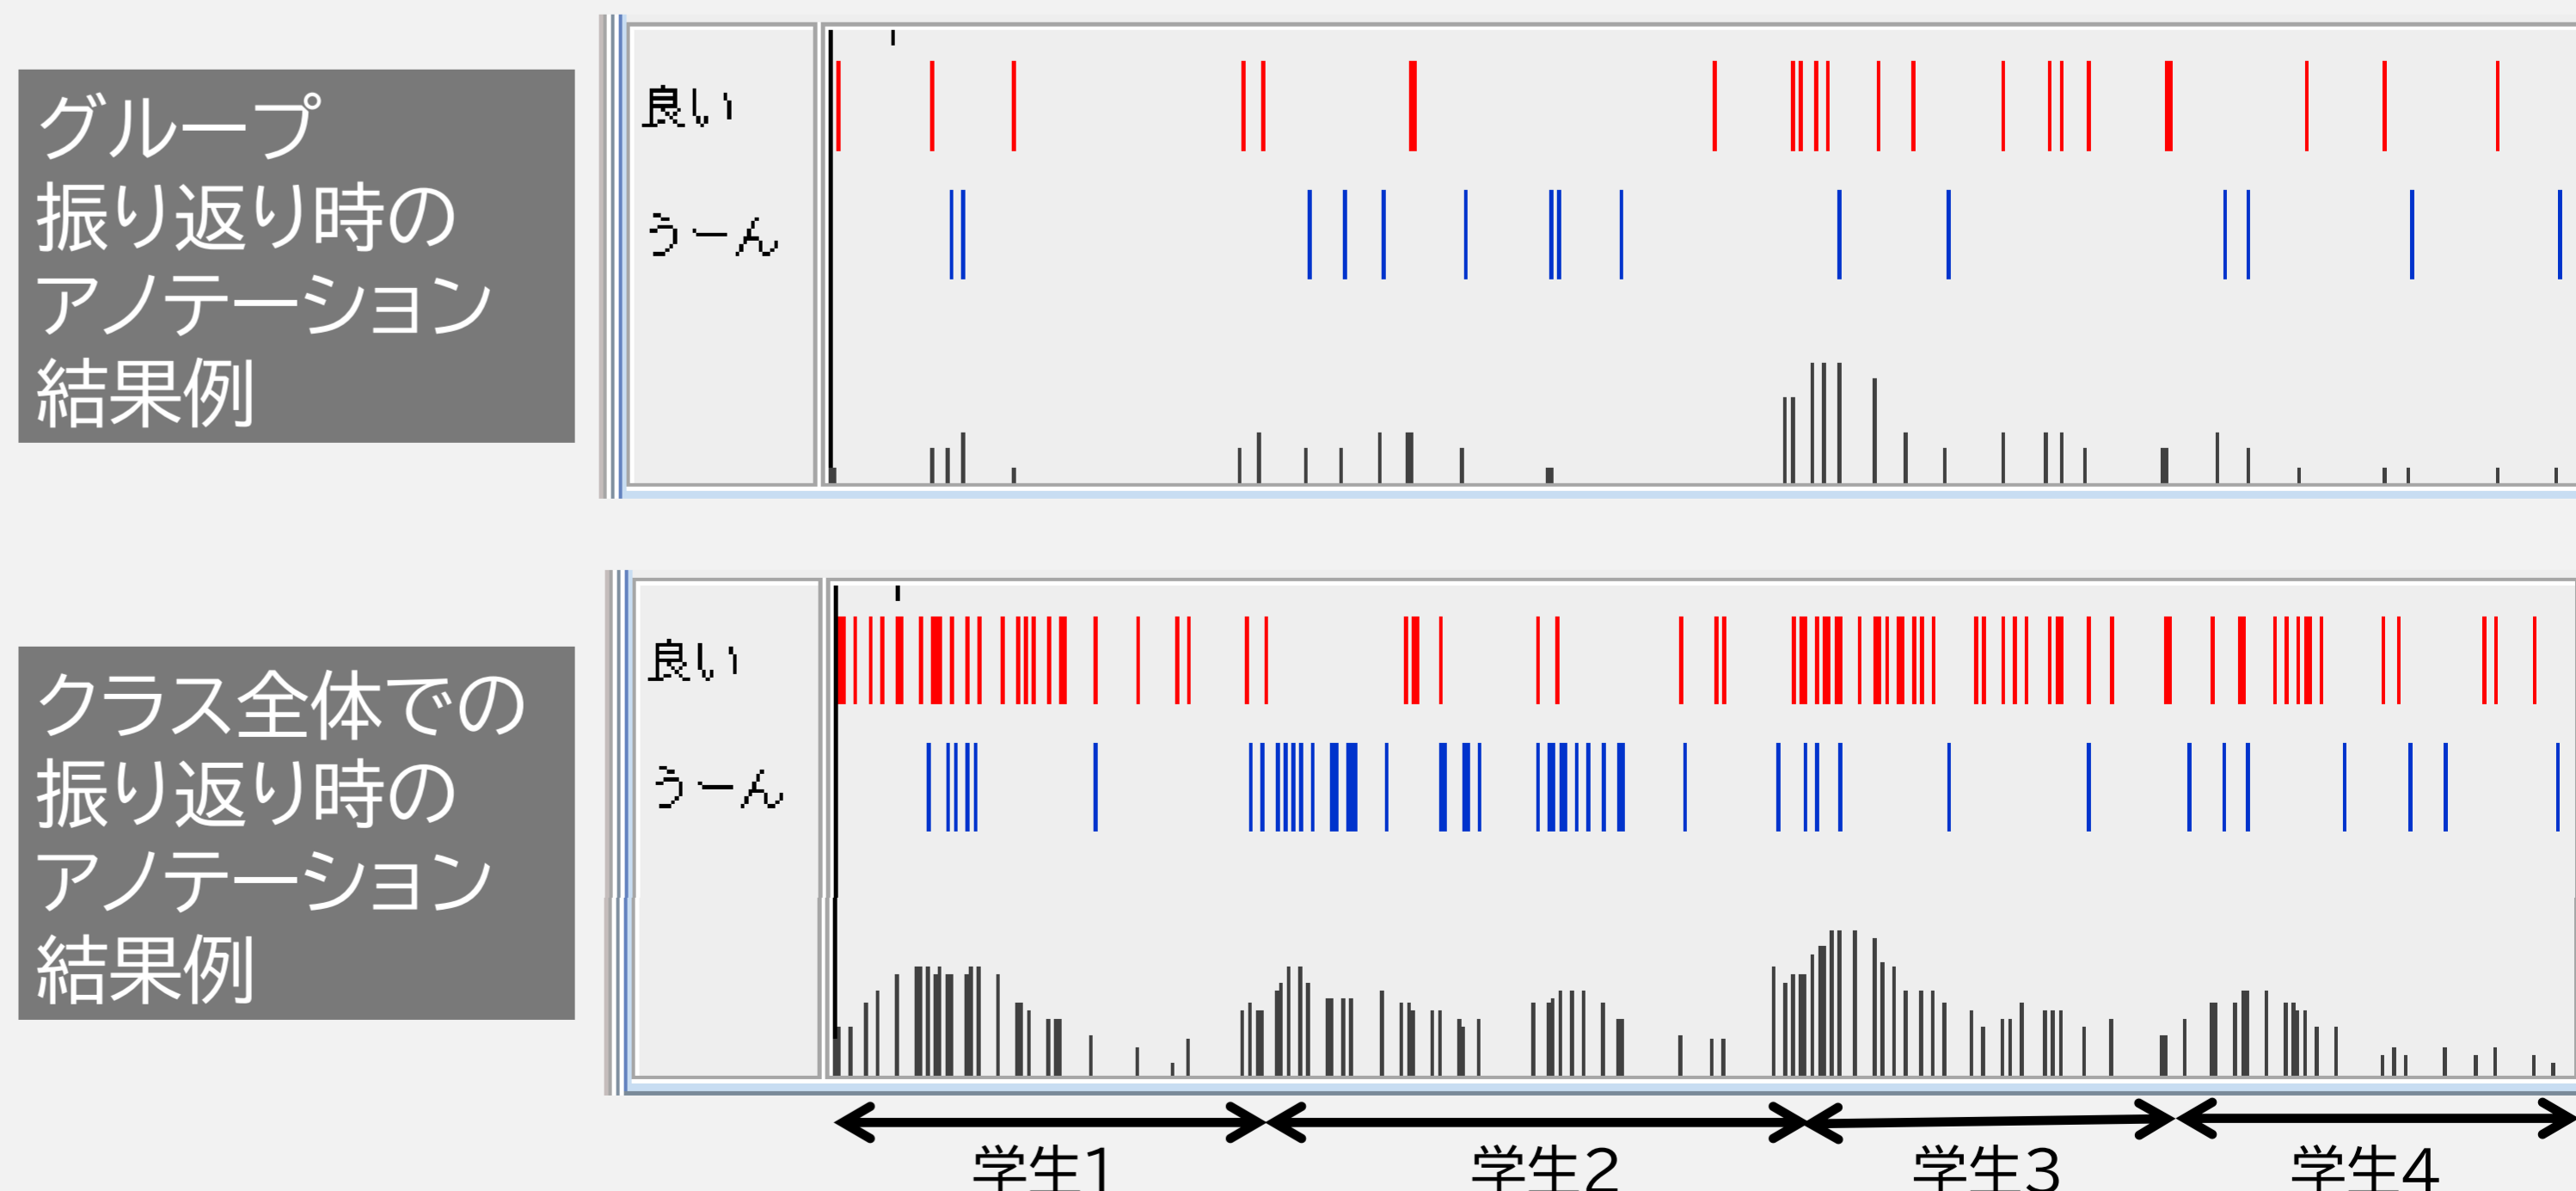 グループ
振り返り時の
アノテーション
結果例
良い
うーん
クラス全体での
振り返り時の
アノテーション
結果例
良い
うーん
学生1
学生2
学生3
学生4